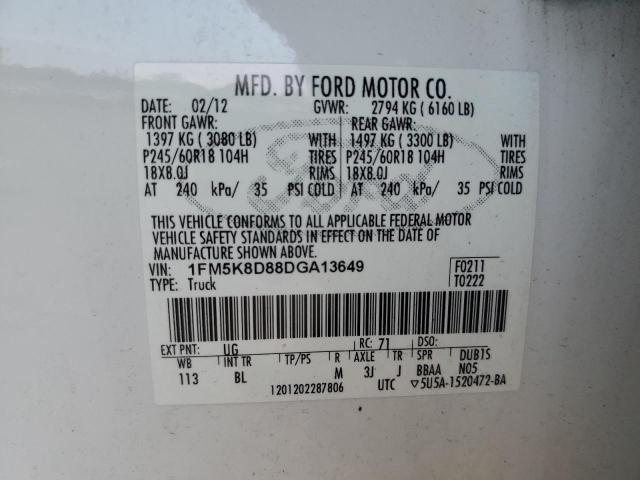 MFD. BY FORD MOTOR CO.
DATE: 02/12 GVWR: 2794 KG ( 6160 LB)
FRONT GAWR: REAR GAWR:
1397 KG ( 3080 LB) WITH 1497 KG ( 3300 LB) WITH
P245/60R18 104H TIRES P245/60R18 104H TIRES
18X8.0J RIMS 18X8.0J RIMS
AT 240 kPa/ 35 PSI COLD AT 240 kPa/ 35 PSI COLD
Ford
THIS VEHICLE CONFORMS TO ALL APPLICABLE FEDERAL MOTOR
VEHICLE SAFETY STANDARDS IN EFFECT ON THE DATE OF
MANUFACTURE SHOWN ABOVE.
VIN: 1FM5K8D88DGA13649 F0211
TYPE: Truck T0222
EXT PNT: UG RC: 71 DSO:
WB INT TR TP/PS R AXLE TR SPR DUB1S
113 BL M 3J J BBAA N05
1201202287806 UTC ▽5U5A-1520472-BA